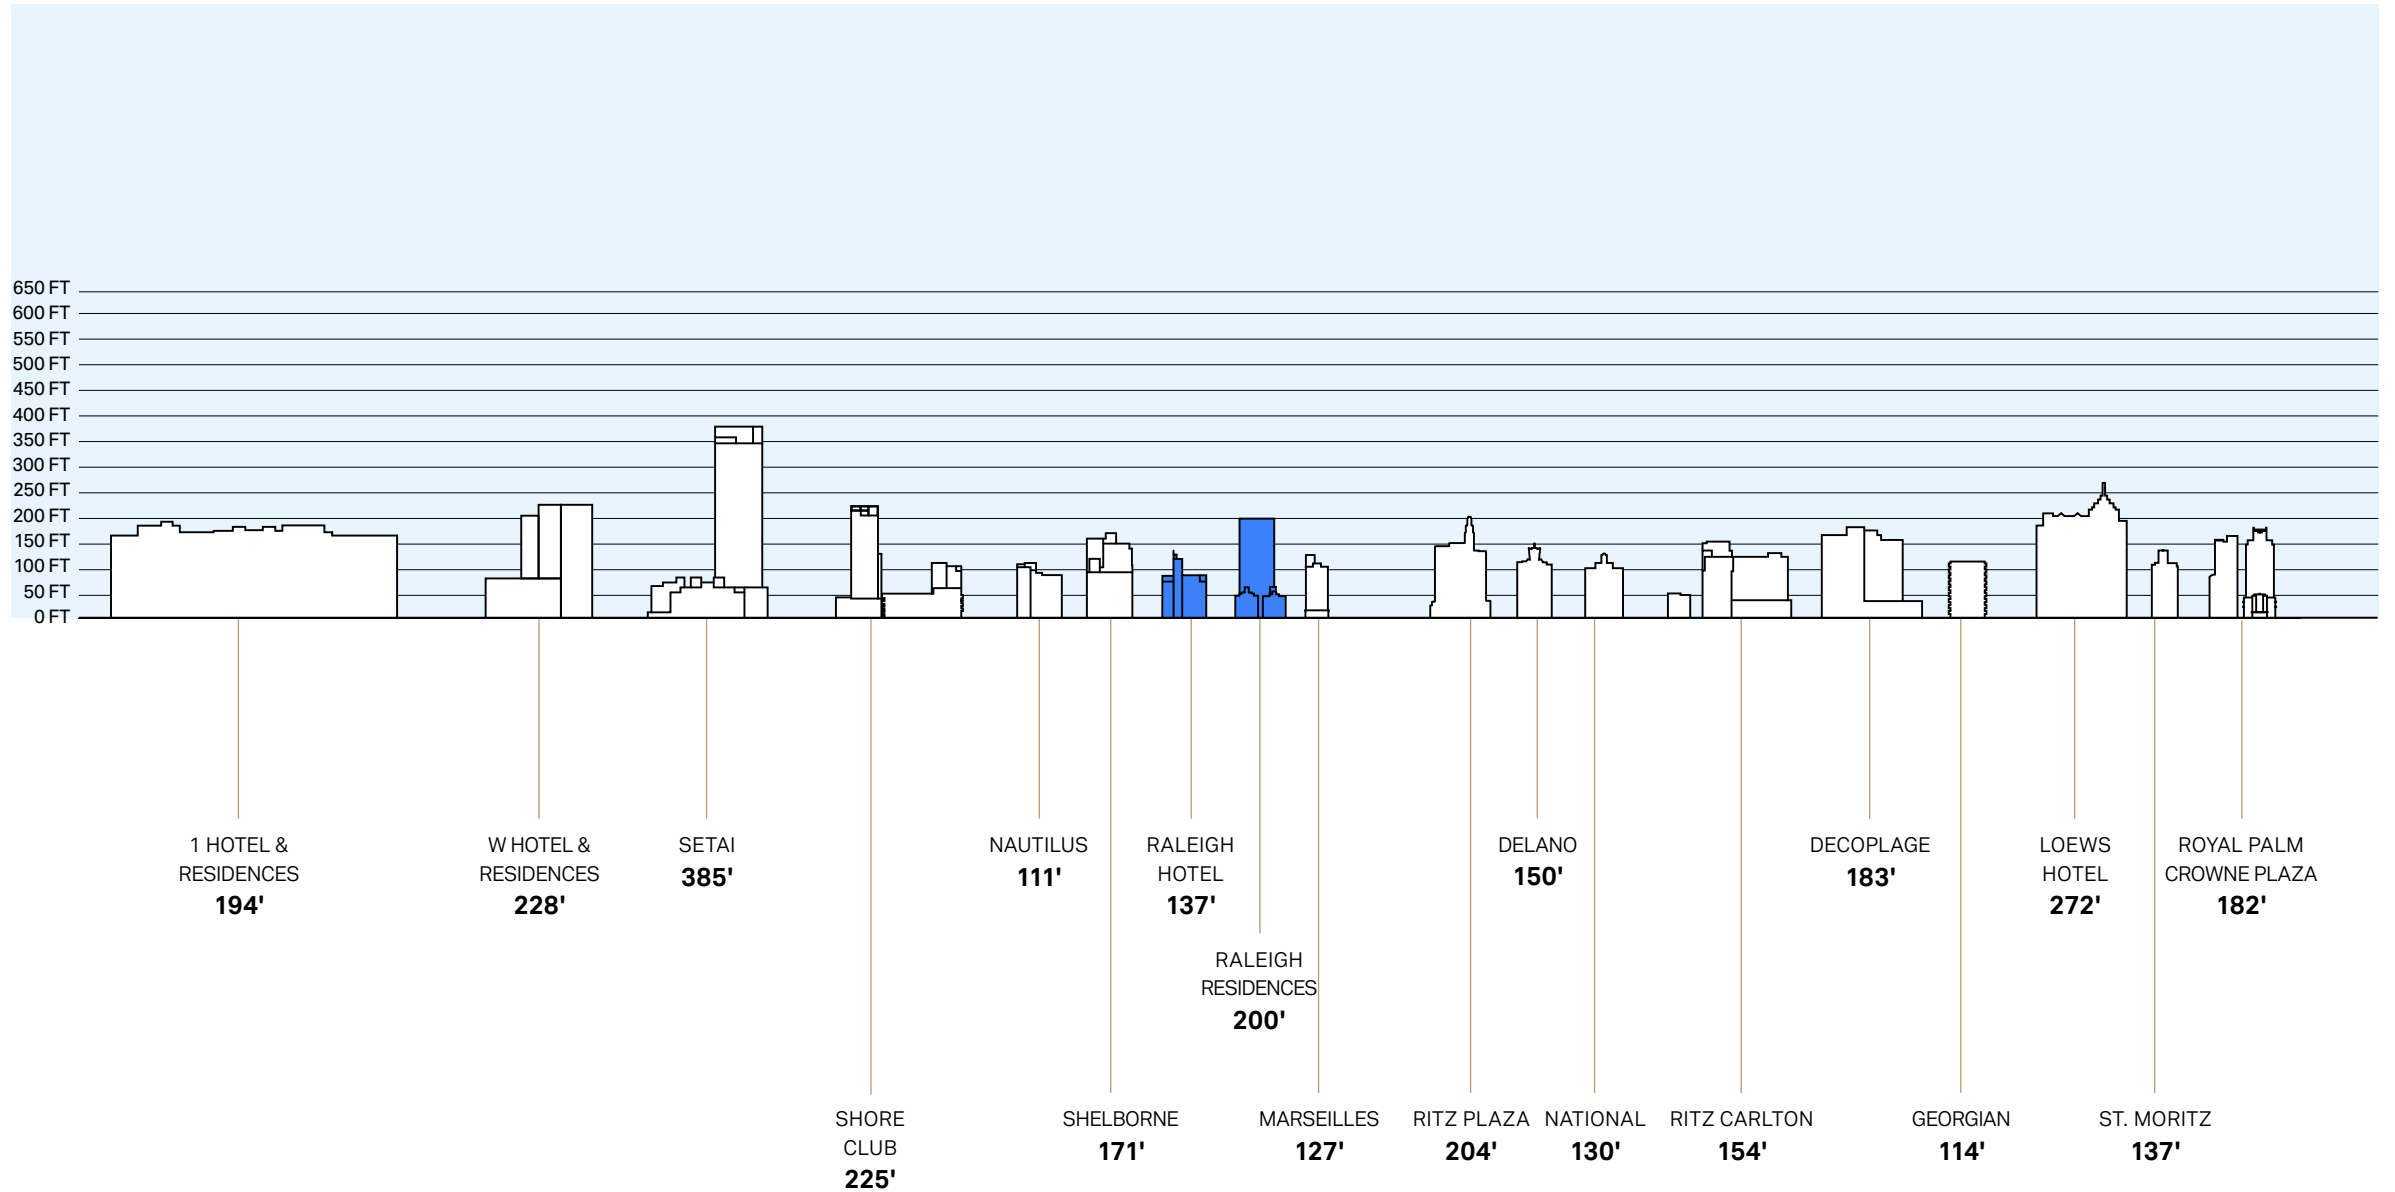 650 FT
600 FT
550 FT
500 FT
450 FT
400 FT
350 FT
300 FT
250 FT
200 FT
150 FT
100 FT
50 FT
0 FT
1 HOTEL &
RESIDENCES
194'
W HOTEL &
RESIDENCES
228'
SETAI
385'
NAUTILUS
111'
RALEIGH
HOTEL
137'
DELANO
150'
DECOPLAGE
183'
LOEWS
HOTEL
272'
ROYAL PALM
CROWNE PLAZA
182'
RALEIGH
RESIDENCES
200'
SHORE
CLUB
225'
SHELBORNE
171'
MARSEILLES
127'
RITZ PLAZA
204'
NATIONAL
130'
RITZ CARLTON
154'
GEORGIAN
114'
ST. MORITZ
137'